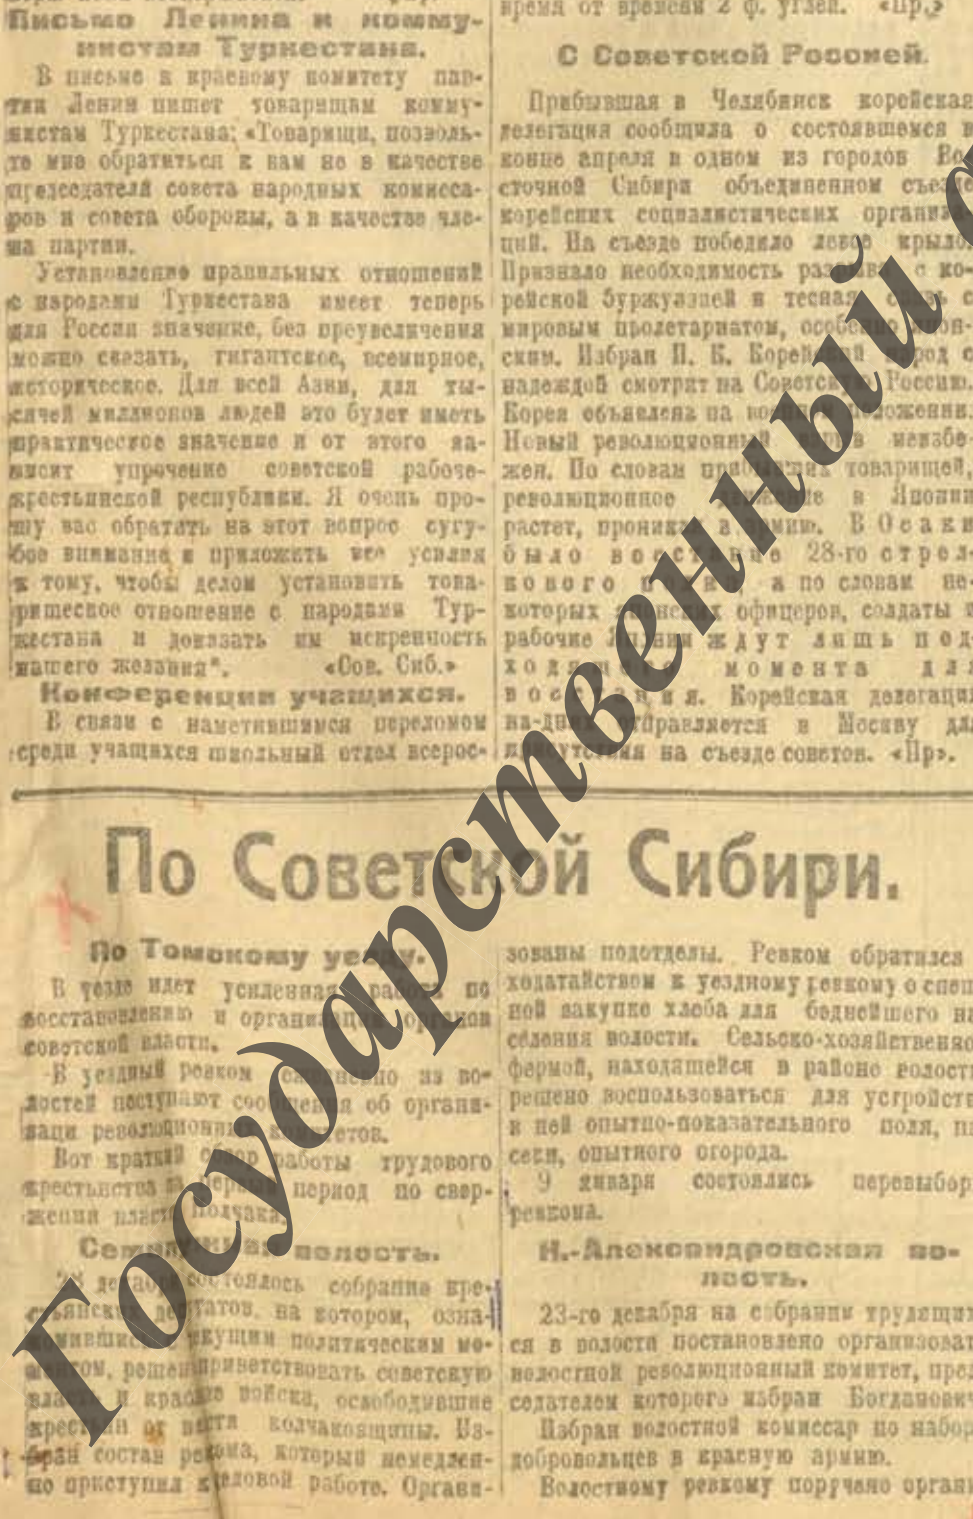 Письмо Ленина к комму-
нистам Туркестана.
В письме к краевому комитету пар-
тии Ленин пишет товарищам комму-
нистам Туркестана: «Товарищи, позволь-
те мне обратиться к вам не в качестве
председателя совета народных комисса-
ров и совета обороны, а в качестве чле-
на партии.
Установление правильных отношений
с народами Туркестана имеет теперь
для России значение, без преувеличения
можно сказать, гигантское, всемирное,
историческое. Для всей Азии, для ты-
сячей миллионов людей это будет иметь
практическое значение и от этого за-
висит упрочение советской рабоче-
крестьянской республики. Я очень про-
шу вас обратить на этот вопрос сугу-
бое внимание и приложить все усилия
к тому, чтобы делом установить това-
рищеское отношение с народами Тур-
кестана и доказать им искренность
нашего желания". «Сов. Сиб.»
Конференции учащихся.
В связи с наметившимся переломом
среди учащихся школьный отдел всерос-
время от времени 2 ф. углей. «Пр.»
С Советской Россией.
Прибывшая в Челябинск корейская
делегация сообщила о состоявшемся в
конце апреля в одном из городов Во-
сточной Сибири объединенном съезде
корейских социалистических организа-
ций. На съезде победило левое крыло.
Признало необходимость разрыва с ко-
рейской буржуазией и тесная связь с
мировым пролетариатом, особенно япон-
ским. Избран Ц. К. Корейский народ с
надеждой смотрит на Советскую Россию.
Корея объявлена на военном положении.
Новый революционный взрыв неизбе-
жен. По словам прибывших товарищей,
революционное движение в Японии
растет, проникая в армию. В Осаки
было восстание 28-го стрел-
кового полка, а по словам не-
которых японских офицеров, солдаты и
рабочие Японии ждут лишь под-
ходящего момента для
восстания. Корейская делегация
на-днях отправляется в Москву для
присутствия на съезде советов. «Пр».
По Советской Сибири.
По Томскому уезду.
В уезде идет усиленная работа по
восстановлению и организации органов
советской власти.
В уездный ревком ежедневно из во-
лостей поступают сообщения об органи-
зации революционных комитетов.
Вот краткий обзор работы трудового
крестьянства за первый период по свер-
жении власти Колчака.
волость.
декабря состоялось собрание кре-
стьянских депутатов, на котором, озна-
комившись с текущим политическим мо-
ментом, решено приветствовать советскую
власть и красные войска, освободившие
крестьян от власти колчаковщины. Из-
бран состав ревкома, который немедлен-
но приступил к деловой работе. Органи-
зованы подотделы. Ревком обратился
ходатайством к уездному ревкому о спеш-
ной закупке хлеба для беднейшего на
селения волости. Сельско-хозяйственно
фермой, находящейся в районе волости
решено воспользоваться для устройств
в ней опытно-показательного поля, па
секи, опытного огорода.
9 января состоялись перевыбор
ревкома.
Н.-Александровская во-
лость.
23-го декабря на собрании трудящих
ся в волости постановлено организоват
волостной революционный комитет, пред
седателем которого избран Богданович
Избран волостной комиссар по набор
добровольцев в красную армию.
Волостному ревкому поручено органи
Государственный